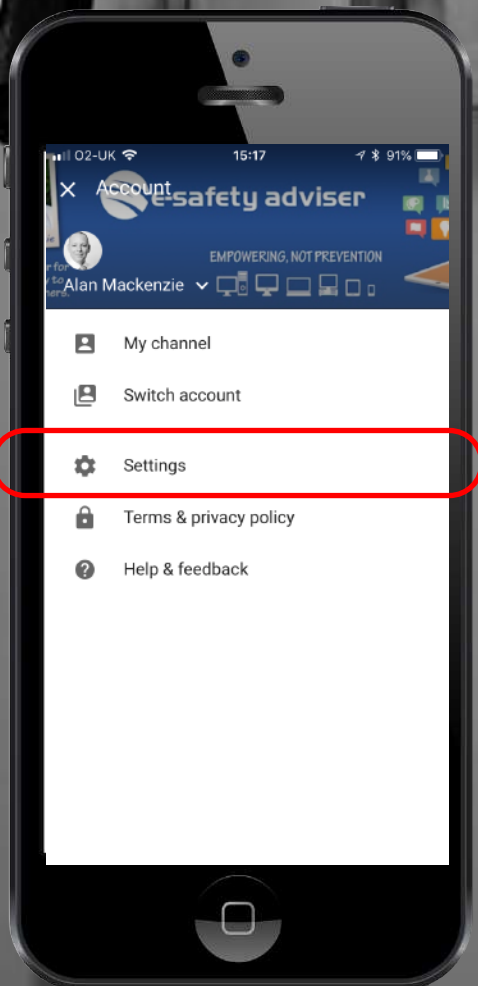 O2-UK 15:17 91%
Account
e-safety adviser
EMPOWERING, NOT PREVENTION
Alan Mackenzie
My channel
Switch account
Settings
Terms & privacy policy
Help & feedback